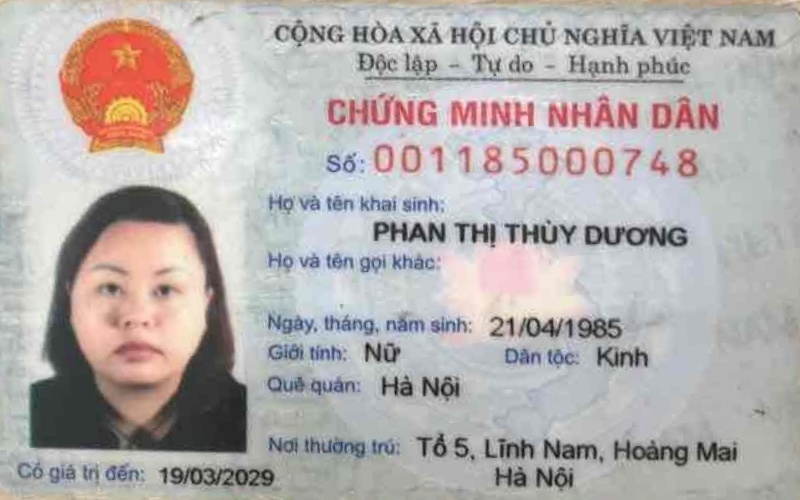 CỘNG HÒA XÃ HỘI CHỦ NGHĨA VIỆT NAM
Độc lập - Tự do - Hạnh phúc
CHỨNG MINH NHÂN DÂN
Số: 001185000748
Họ và tên khai sinh:
PHAN THỊ THÙY DƯƠNG
Họ và tên gọi khác:
Ngày, tháng, năm sinh: 21/04/1985
Giới tính: Nữ Dân tộc: Kinh
Quê quán: Hà Nội
Nơi thường trú: Tổ 5, Lĩnh Nam, Hoàng Mai
Hà Nội
Có giá trị đến: 19/03/2029